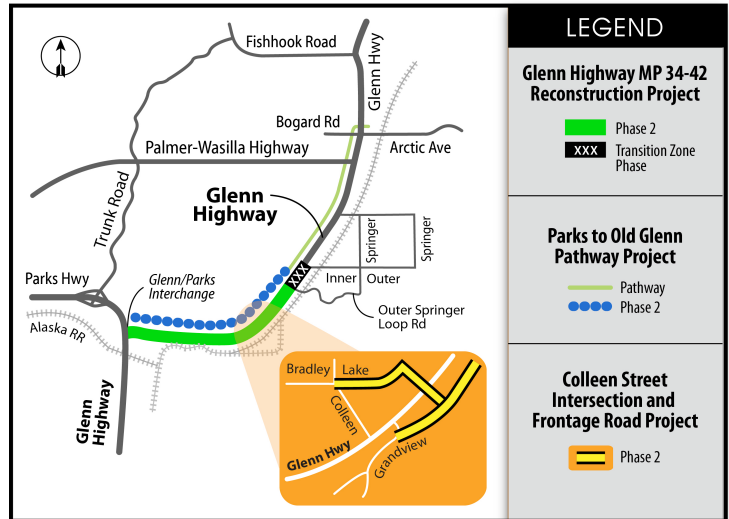 Fishhook Road
Glenn Hwy
Bogard Rd
Arctic Ave
Palmer-Wasilla Highway
Trunk Road
Glenn
Highway
Springer
Springer
XXX
Inner
Outer
Parks Hwy
Glenn/Parks
Interchange
Alaska RR
Outer Springer
Loop Rd
Glenn
Highway
Bradley
Lake
Colleen
Glenn Hwy
Grandview
LEGEND
Glenn Highway MP 34-42
Reconstruction Project
Phase 2
XXX
Transition Zone
Phase
Parks to Old Glenn
Pathway Project
Pathway
Phase 2
Colleen Street
Intersection and
Frontage Road Project
Phase 2